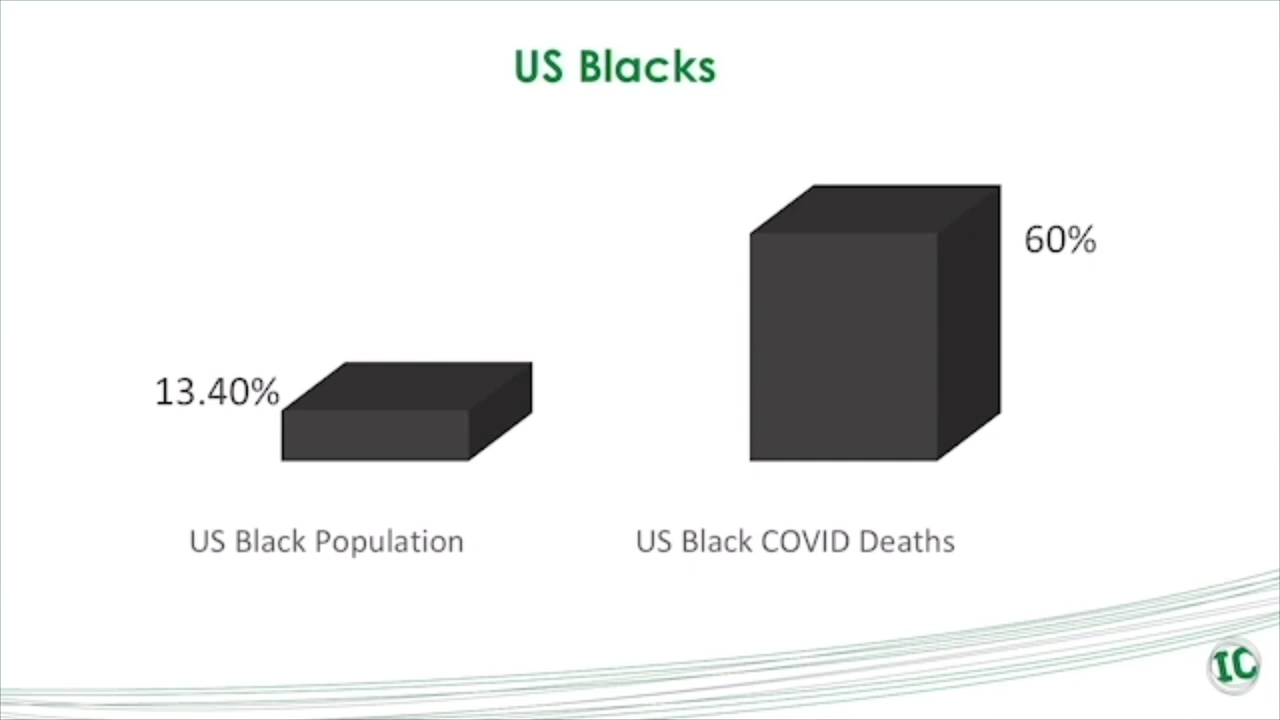 US Blacks
60%
13.40%
US Black Population
US Black COVID Deaths
IC